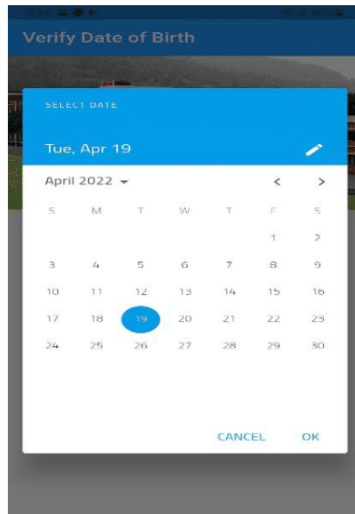 Verify Date of Birth
SELECT DATE
Tue, Apr 19
April 2022
S M T W T F S
1 2
3 4 5 6 7 8 9
10 11 12 13 14 15 16
17 18 19 20 21 22 23
24 25 26 27 28 29 30
CANCEL OK